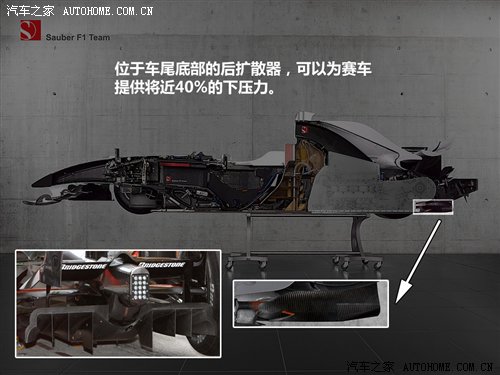 汽车之家 AUTOHOME.COM.CN
Sauber F1 Team
位于车尾底部的后扩散器，可以为赛车
提供将近40%的下压力。
BRIDGESTONE
BRIDGESTONE
汽车之家 AUTOHOME.COM.CN